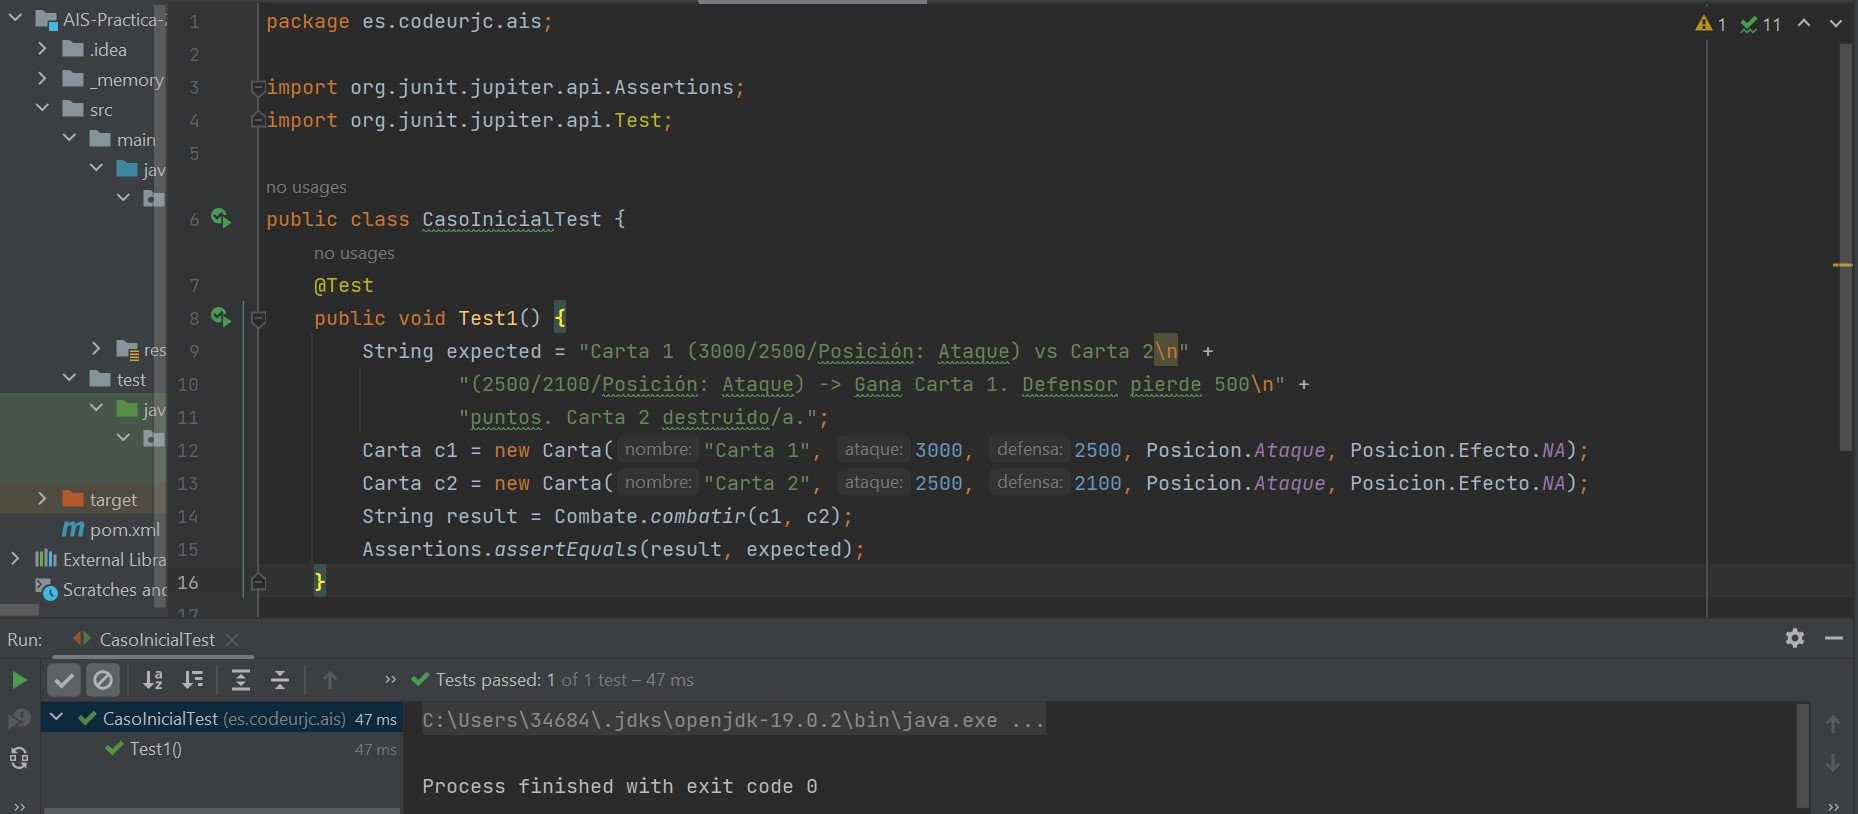 AIS-Practica-
.idea
_memory
src
main
jav
res
test
jav
target
pom.xml
External Libra
Scratches and
1 package es.codeurjc.ais;
2
3 import org.junit.jupiter.api.Assertions;
4 import org.junit.jupiter.api.Test;
5
no usages
6 public class CasoInicialTest {
no usages
7 @Test
8 public void Test1() {
9 String expected = "Carta 1 (3000/2500/Posición: Ataque) vs Carta 2\n" +
10 "(2500/2100/Posición: Ataque) -> Gana Carta 1. Defensor pierde 500\n" +
11 "puntos. Carta 2 destruido/a.";
12 Carta c1 = new Carta( nombre: "Carta 1", ataque: 3000, defensa: 2500, Posicion.Ataque, Posicion.Efecto.NA);
13 Carta c2 = new Carta( nombre: "Carta 2", ataque: 2500, defensa: 2100, Posicion.Ataque, Posicion.Efecto.NA);
14 String result = Combate.combatir(c1, c2);
15 Assertions.assertEquals(result, expected);
16 }
17
1 11
Run: CasoInicialTest
Tests passed: 1 of 1 test – 47 ms
CasoInicialTest (es.codeurjc.ais) 47 ms
Test1() 47 ms
C:\Users\34684\.jdks\openjdk-19.0.2\bin\java.exe ...
Process finished with exit code 0